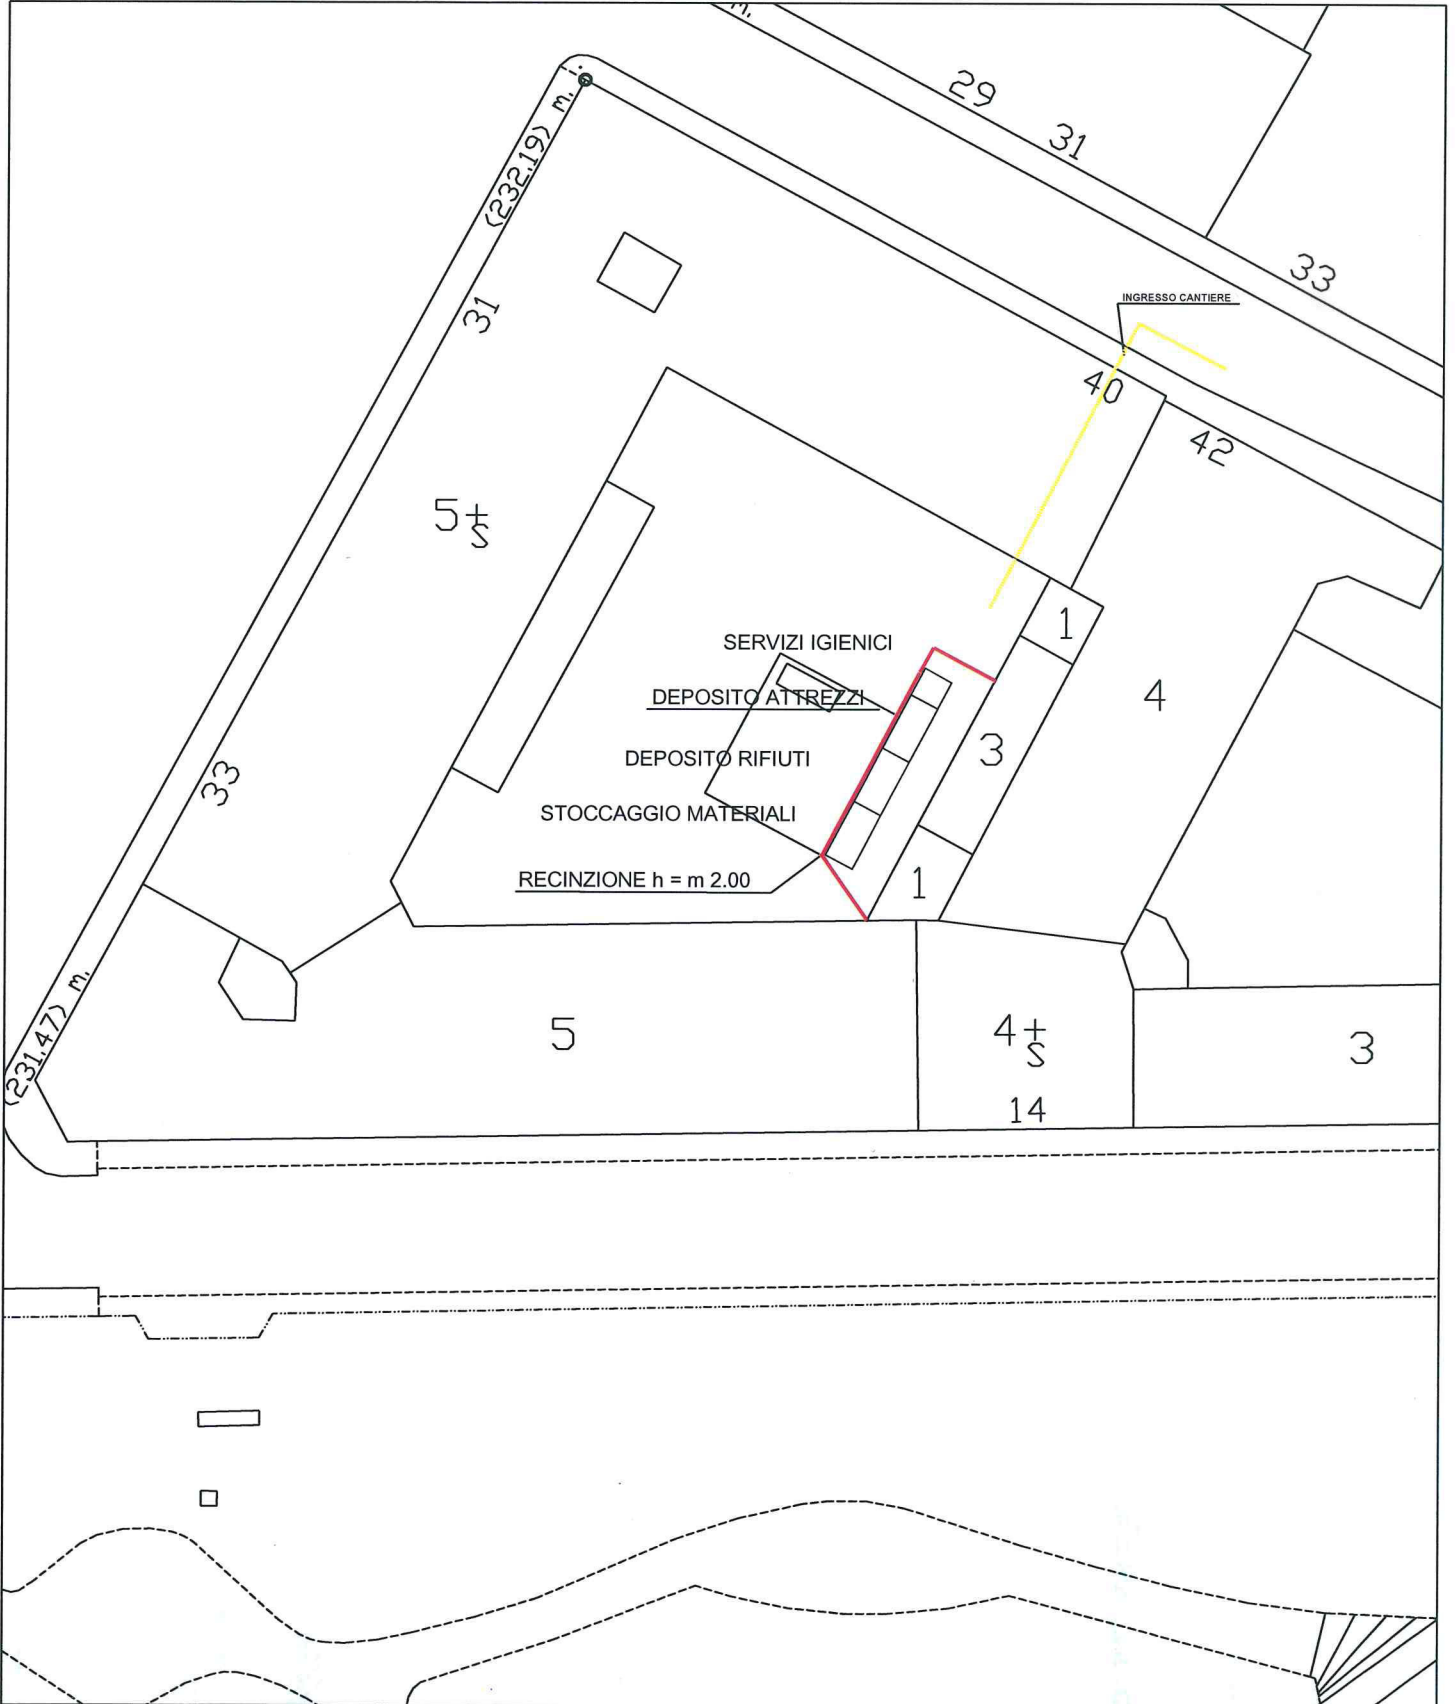 m.
29
31
(232.19) m.
33
INGRESSO CANTIERE
31
40
42
5+
S
SERVIZI IGIENICI
1
DEPOSITO ATTREZZI
4
3
DEPOSITO RIFIUTI
33
STOCCAGGIO MATERIALI
RECINZIONE h = m 2.00
1
(231.47) m.
5
4+
S
3
14